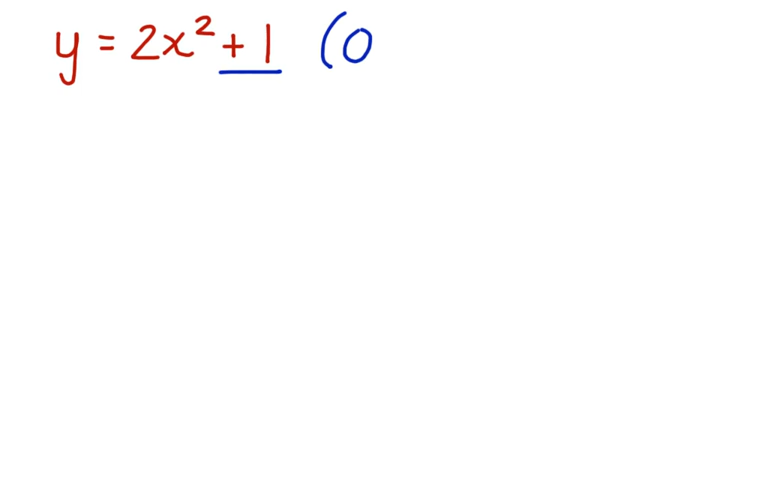 y = 2x² + 1 (0